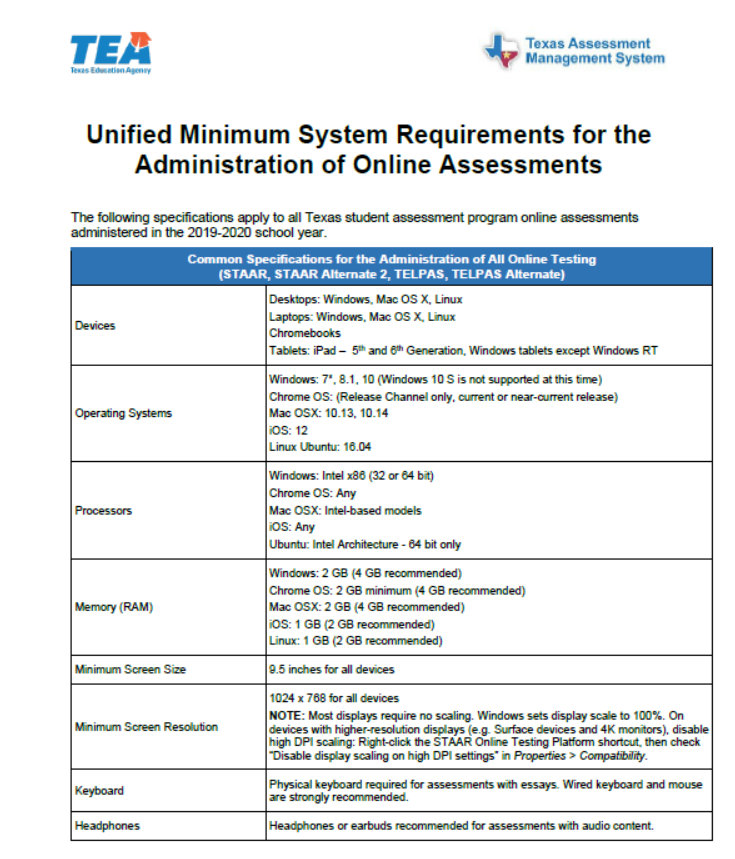 TEA
Texas Education Agency
Texas Assessment
Management System
Unified Minimum System Requirements for the
Administration of Online Assessments
The following specifications apply to all Texas student assessment program online assessments
administered in the 2019-2020 school year.
Common Specifications for the Administration of All Online Testing
(STAAR, STAAR Alternate 2, TELPAS, TELPAS Alternate)
Devices
Desktops: Windows, Mac OS X, Linux
Laptops: Windows, Mac OS X, Linux
Chromebooks
Tablets: iPad – 5th and 6th Generation, Windows tablets except Windows RT
Operating Systems
Windows: 7*, 8.1, 10 (Windows 10 S is not supported at this time)
Chrome OS: (Release Channel only, current or near-current release)
Mac OSX: 10.13, 10.14
iOS: 12
Linux Ubuntu: 16.04
Processors
Windows: Intel x86 (32 or 64 bit)
Chrome OS: Any
Mac OSX: Intel-based models
iOS: Any
Ubuntu: Intel Architecture - 64 bit only
Memory (RAM)
Windows: 2 GB (4 GB recommended)
Chrome OS: 2 GB minimum (4 GB recommended)
Mac OSX: 2 GB (4 GB recommended)
iOS: 1 GB (2 GB recommended)
Linux: 1 GB (2 GB recommended)
Minimum Screen Size
9.5 inches for all devices
Minimum Screen Resolution
1024 x 768 for all devices
NOTE: Most displays require no scaling. Windows sets display scale to 100%. On
devices with higher-resolution displays (e.g. Surface devices and 4K monitors), disable
high DPI scaling: Right-click the STAAR Online Testing Platform shortcut, then check
"Disable display scaling on high DPI settings" in Properties > Compatibility.
Keyboard
Physical keyboard required for assessments with essays. Wired keyboard and mouse
are strongly recommended.
Headphones
Headphones or earbuds recommended for assessments with audio content.